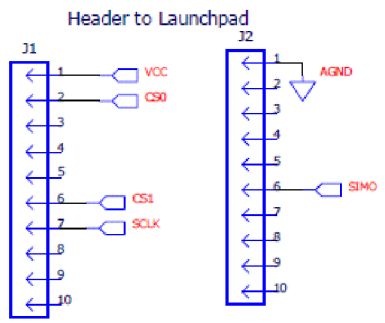 Header to Launchpad
J1
1 VCC
2 CS0
3
4
5
6 CS1
7 SCLK
8
9
10
J2
1 AGND
2
3
4
5
6 SIMO
7
8
9
10